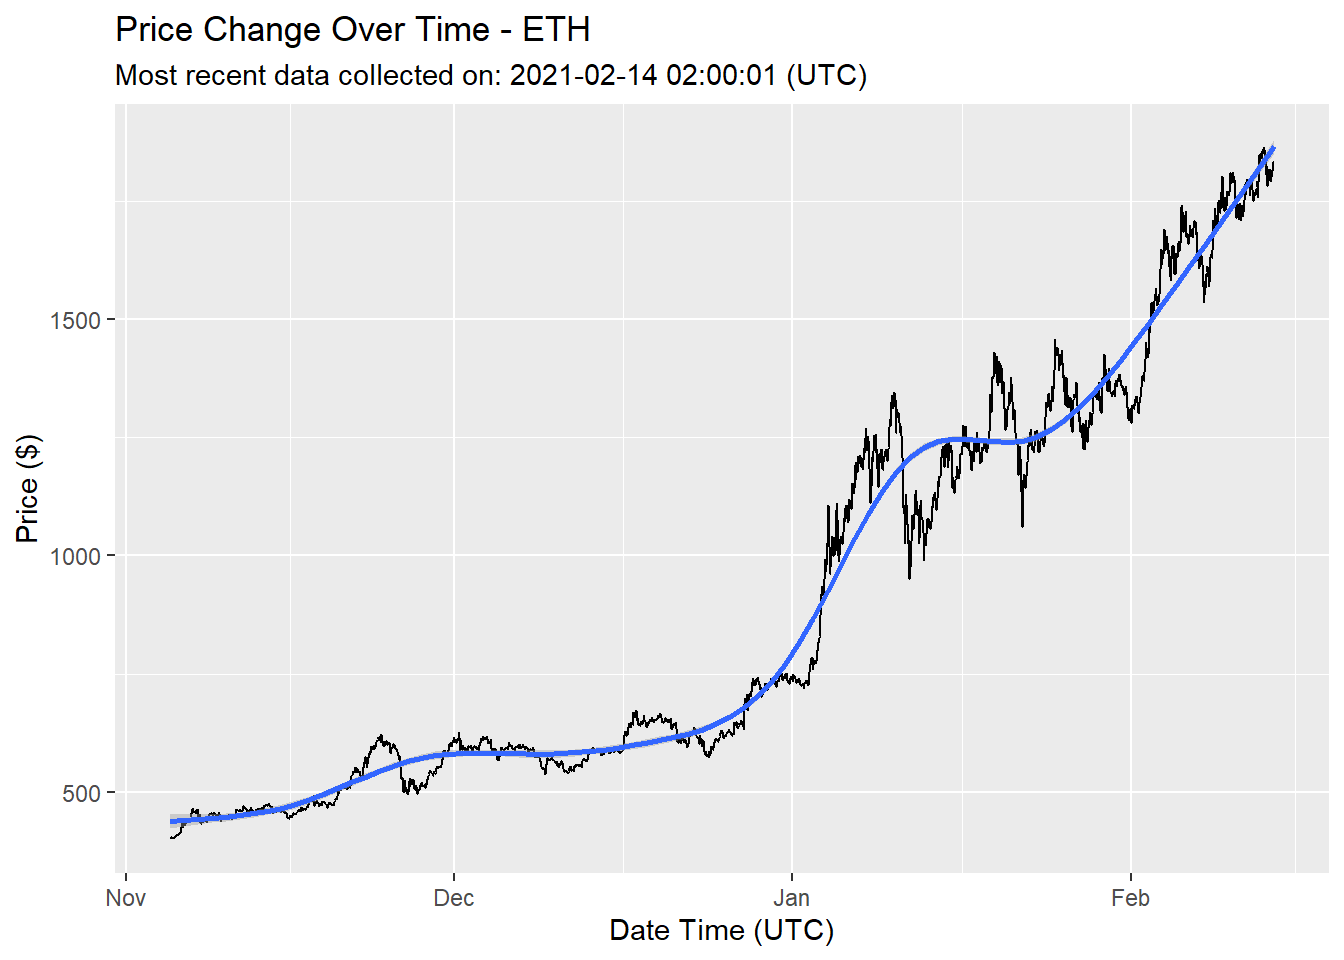 Price Change Over Time - ETH
Most recent data collected on: 2021-02-14 02:00:01 (UTC)
Price ($)
1500
1000
500
Nov Dec Jan Feb
Date Time (UTC)